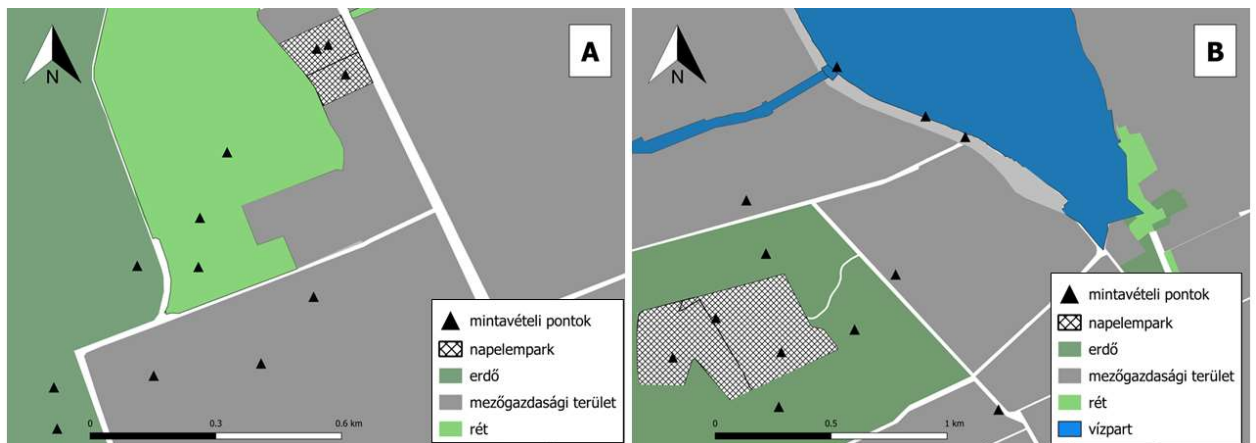 N
A
mintavételi pontok
napelempark
erdő
mezőgazdasági terület
rét
0
0.3
0.6 km
N
B
mintavételi pontok
napelempark
erdő
mezőgazdasági terület
rét
vízpart
0
0.5
1 km